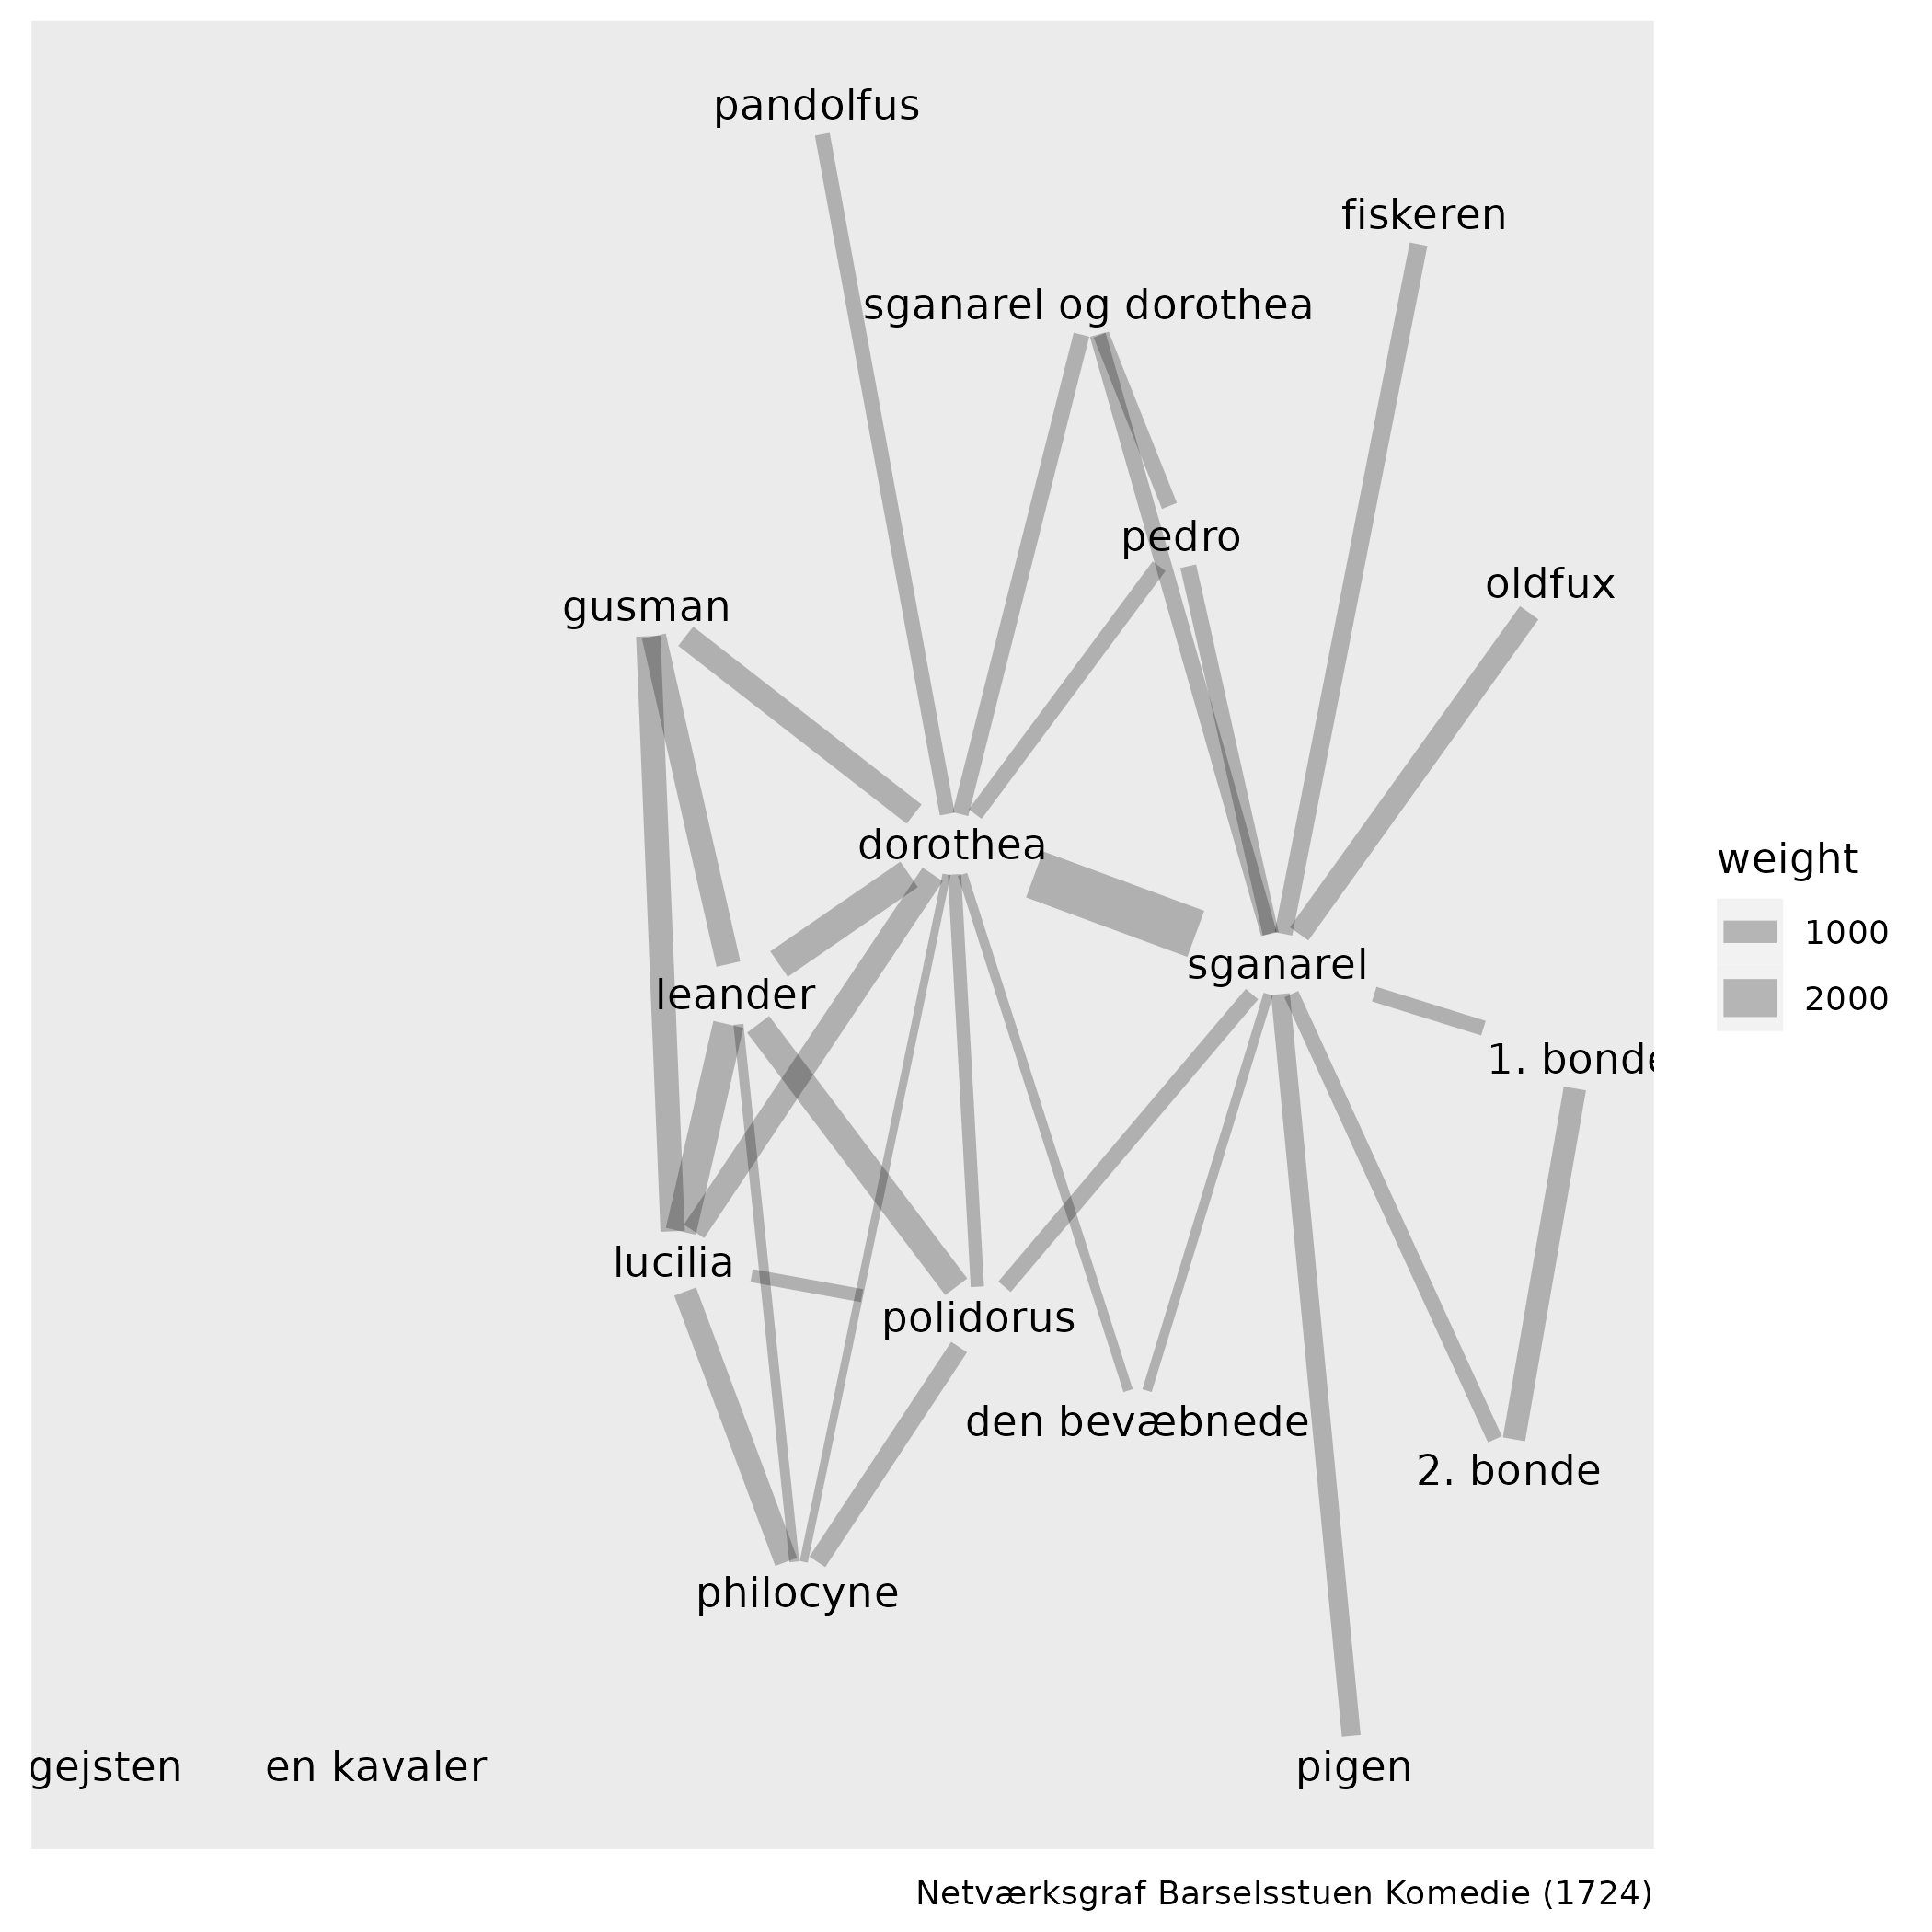 pandolfus
fiskeren
sganarel og dorothea
pedro
oldfux
gusman
dorothea
sganarel
leander
1. bonde
lucilia
polidorus
den bevæbnede
2. bonde
philocyne
gejsten
en kavaler
pigen
weight
1000
2000
Netværksgraf Barselsstuen Komedie (1724)